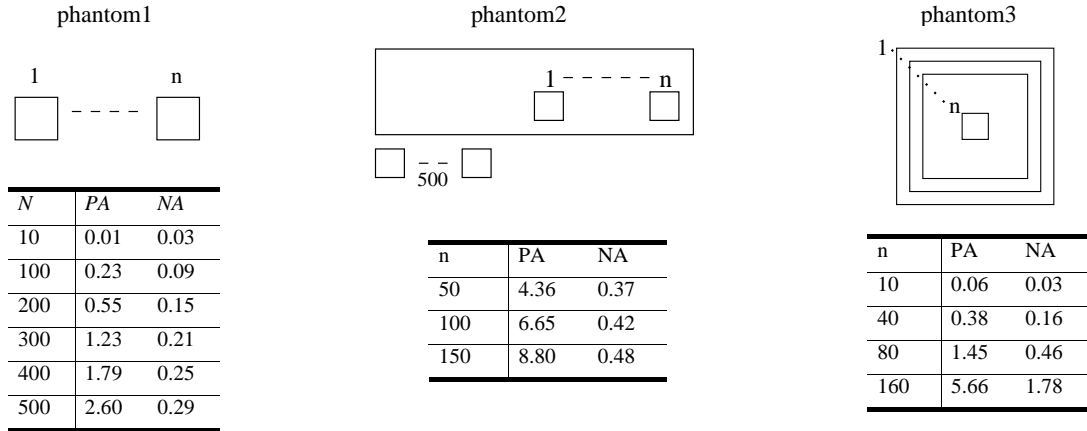 phantom1
1 n
N PA NA
10 0.01 0.03
100 0.23 0.09
200 0.55 0.15
300 1.23 0.21
400 1.79 0.25
500 2.60 0.29
phantom2
1 n
500
n PA NA
50 4.36 0.37
100 6.65 0.42
150 8.80 0.48
phantom3
1
n
n PA NA
10 0.06 0.03
40 0.38 0.16
80 1.45 0.46
160 5.66 1.78